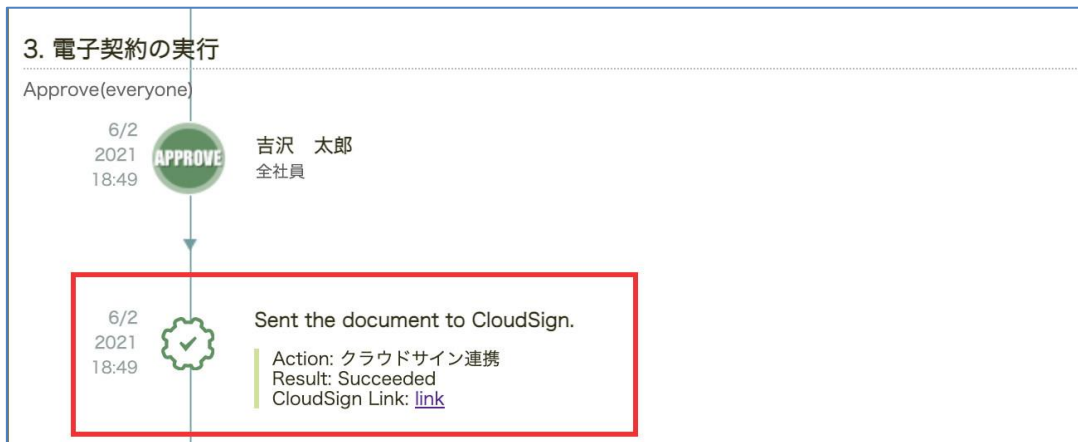 3. 電子契約の実行
Approve(everyone)
6/2
2021
18:49
APPROVE
吉沢　太郎
全社員
6/2
2021
18:49
Sent the document to CloudSign.
Action: クラウドサイン連携
Result: Succeeded
CloudSign Link: link